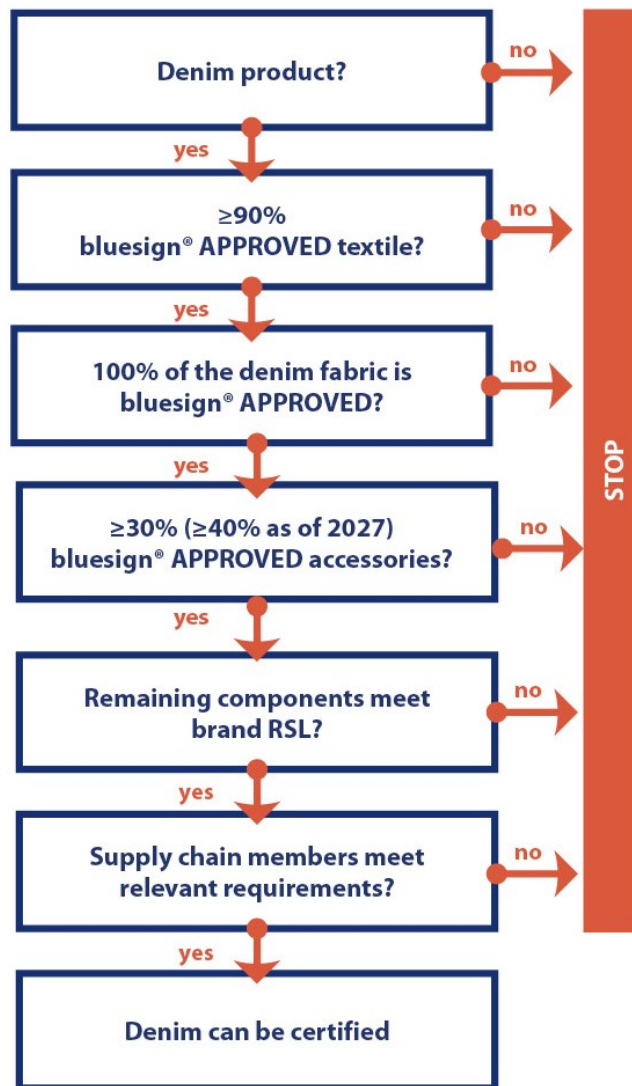 Denim product?
no
yes
≥90%
bluesign® APPROVED textile?
no
yes
100% of the denim fabric is
bluesign® APPROVED?
no
yes
≥30% (≥40% as of 2027)
bluesign® APPROVED accessories?
no
yes
Remaining components meet
brand RSL?
no
yes
Supply chain members meet
relevant requirements?
no
yes
Denim can be certified
STOP